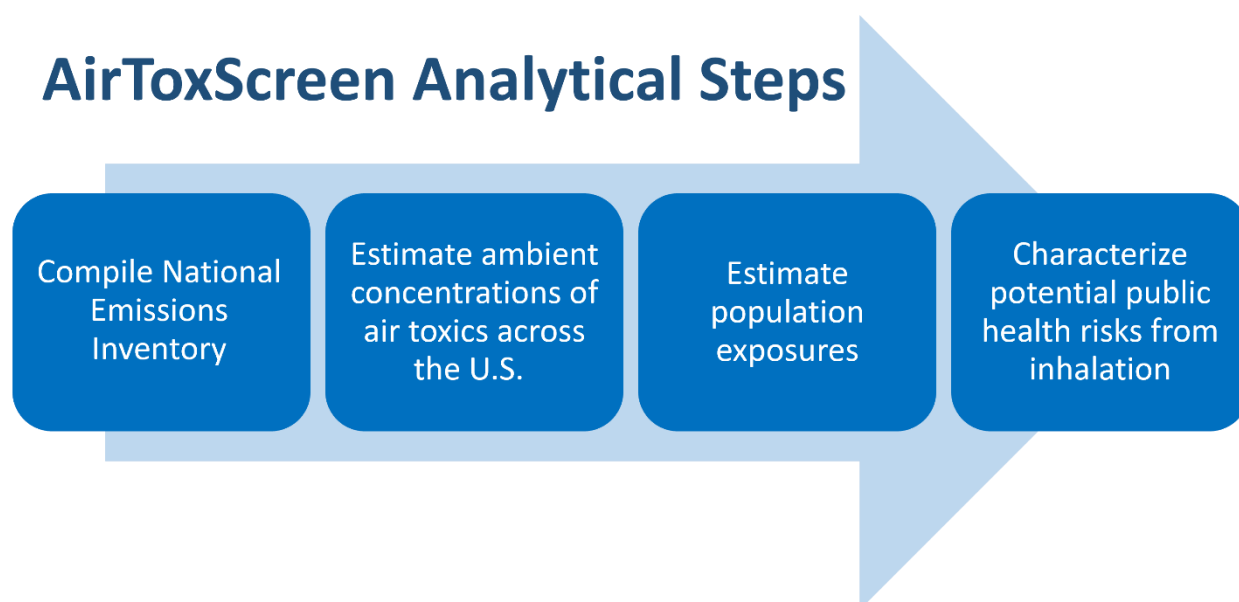 AirToxScreen Analytical Steps
Compile National
Emissions
Inventory
Estimate ambient
concentrations of
air toxics across
the U.S.
Estimate
population
exposures
Characterize
potential public
health risks from
inhalation